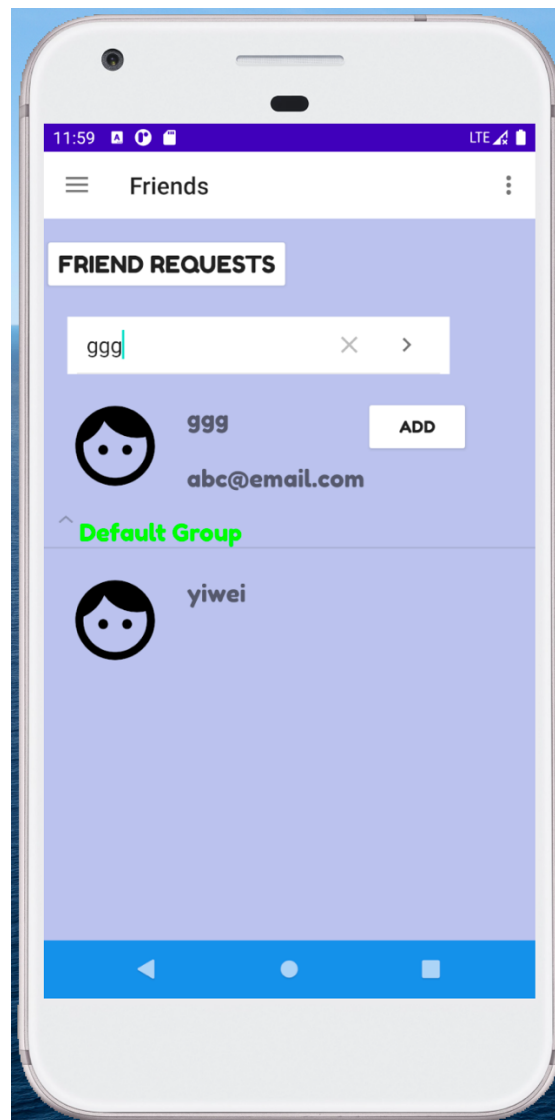 11:59 LTE
Friends
FRIEND REQUESTS
ggg
ggg ADD
abc@email.com
Default Group
yiwei